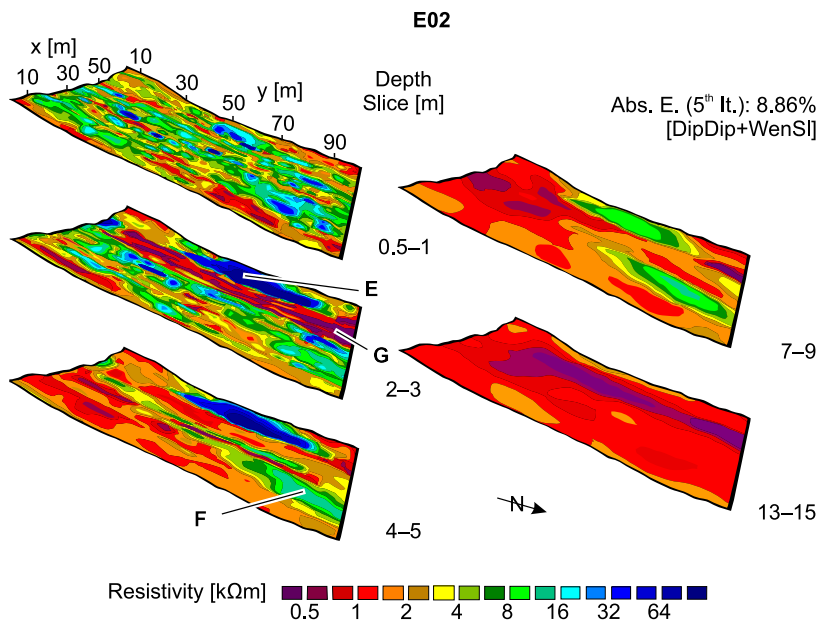 E02
x [m]
10 30 50
10 30 50 70 90
y [m]
Depth
Slice [m]
Abs. E. (5th It.): 8.86%
[DipDip+WenSl]
0.5–1
E
G
2–3
F
4–5
7–9
N
13–15
Resistivity [kΩm]
0.5 1 2 4 8 16 32 64